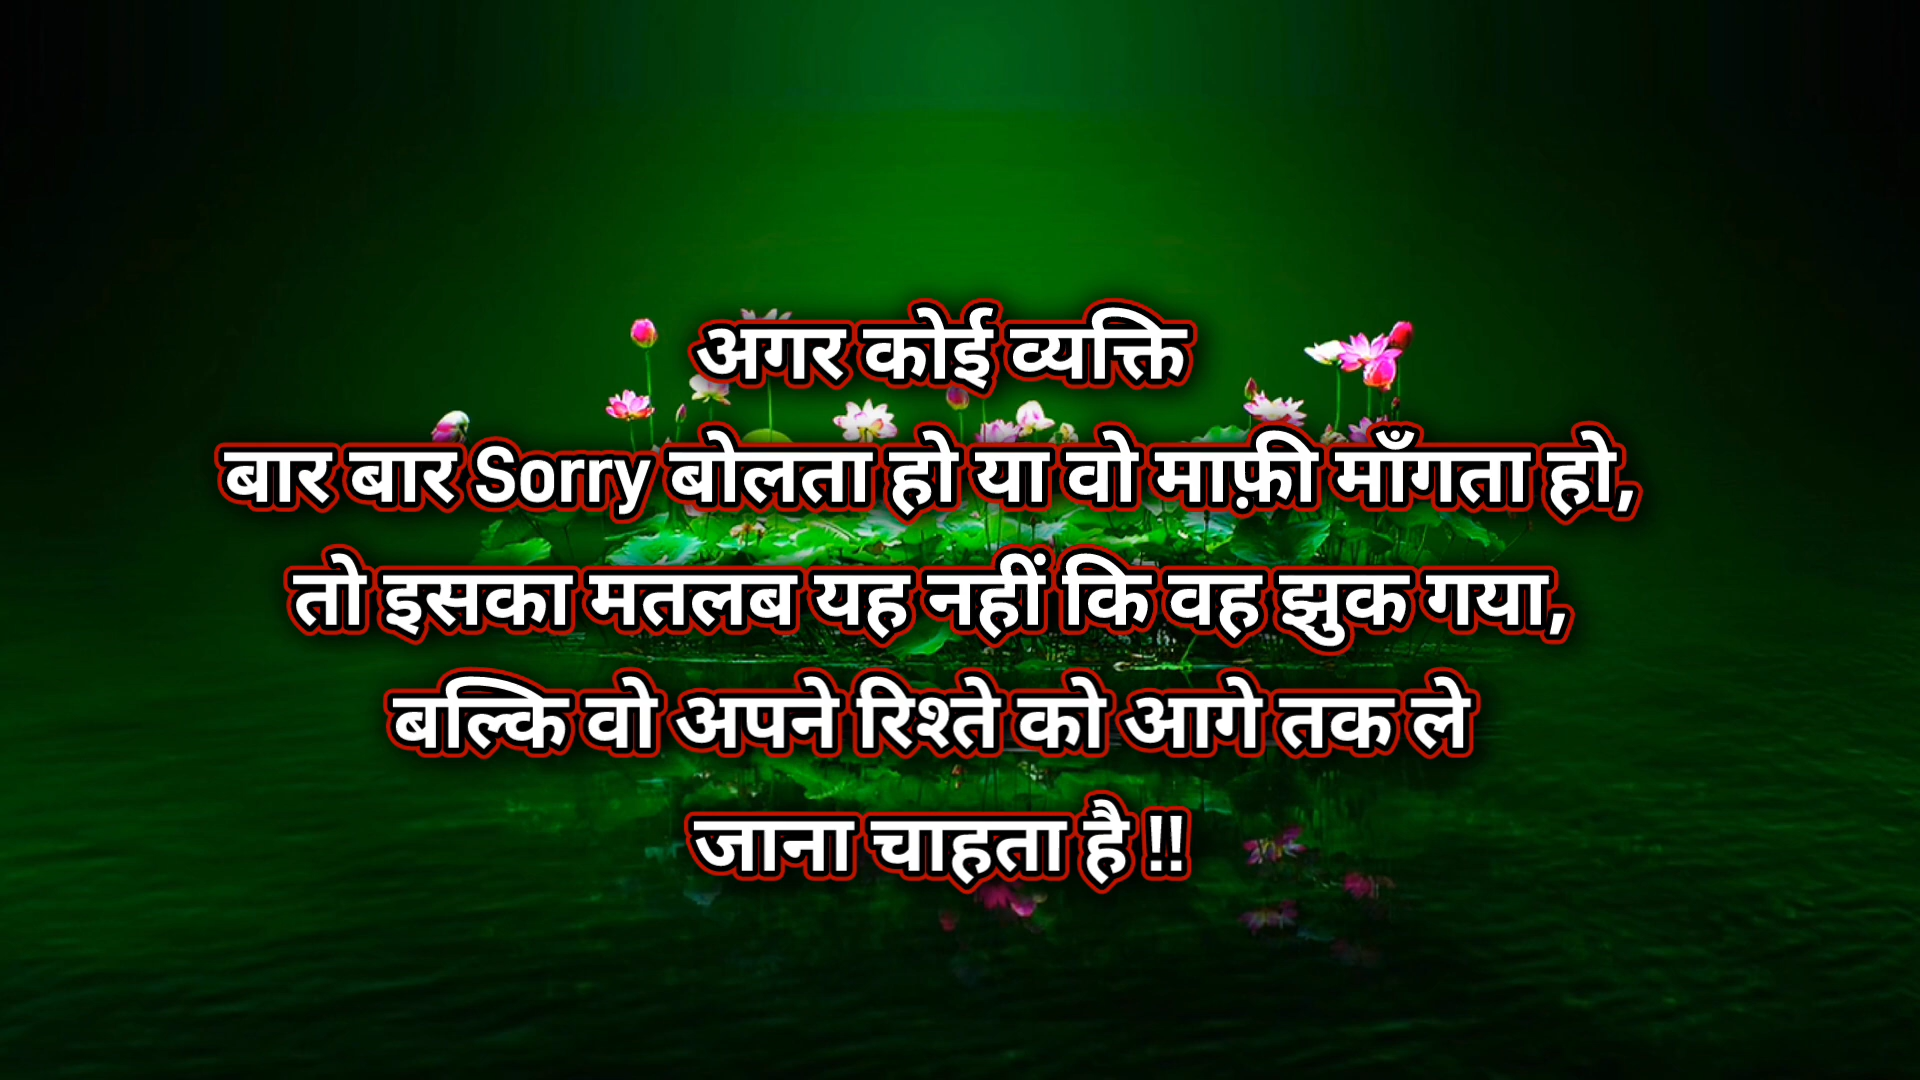 अगर कोई व्यक्ति
बार बार Sorry बोलता हो या वो माफ़ी माँगता हो,
तो इसका मतलब यह नहीं कि वह झुक गया,
बल्कि वो अपने रिश्ते को आगे तक ले
जाना चाहता है !!